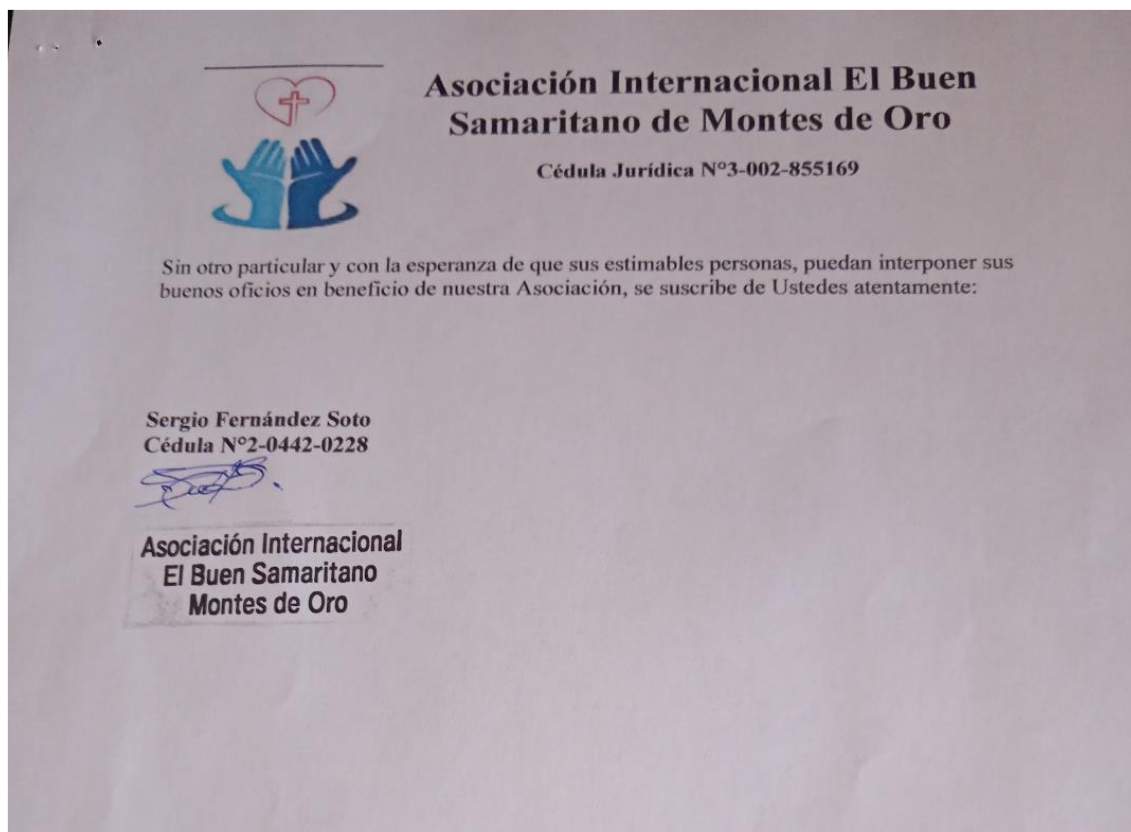 Asociación Internacional El Buen
Samaritano de Montes de Oro
Cédula Jurídica Nº3-002-855169
Sin otro particular y con la esperanza de que sus estimables personas, puedan interponer sus
buenos oficios en beneficio de nuestra Asociación, se suscribe de Ustedes atentamente:
Sergio Fernández Soto
Cédula Nº2-0442-0228
Asociación Internacional
El Buen Samaritano
Montes de Oro